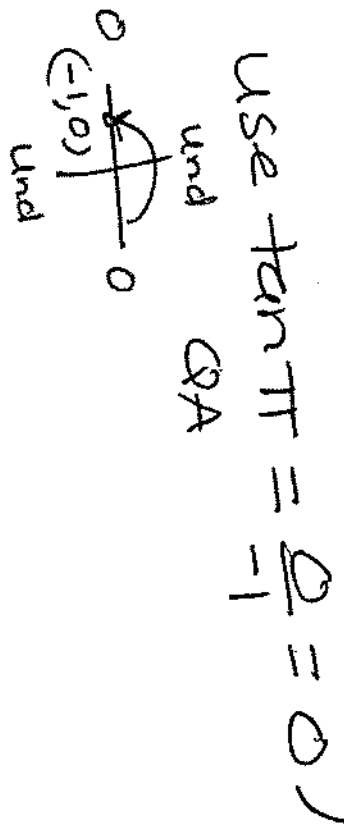 use tan π = 0/-1 = 0)
QA
und
0 0
(-1,0)
und